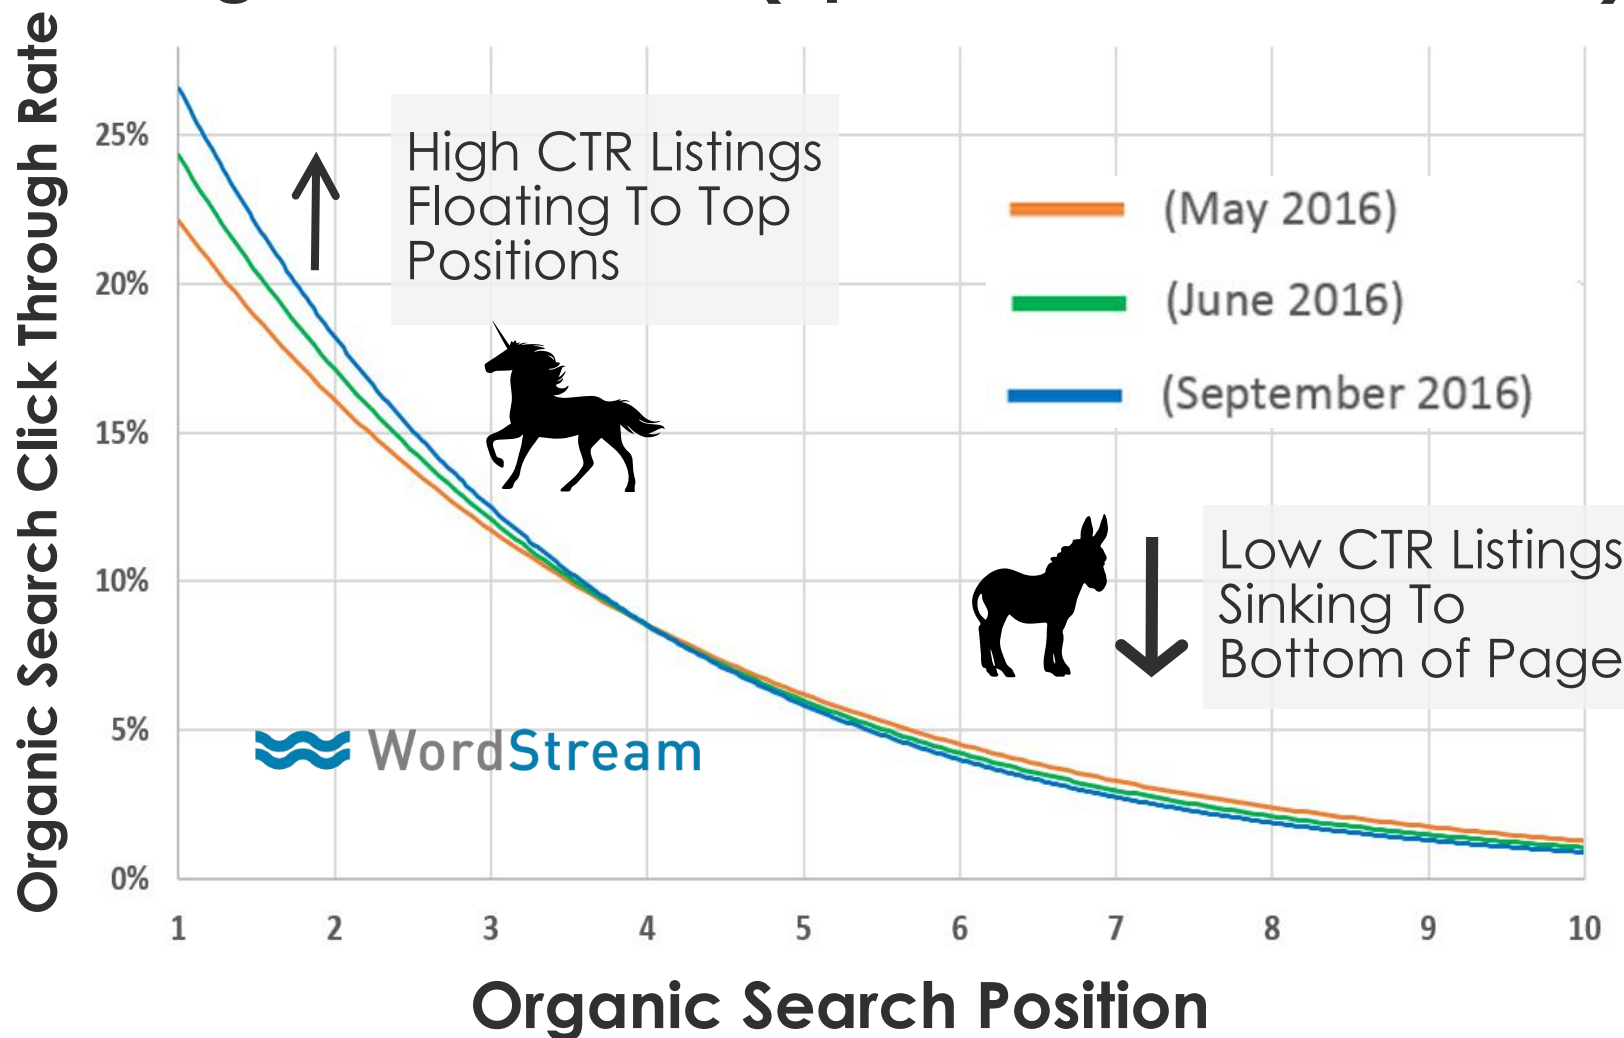 Organic Search Click Through Rate
25%
20%
15%
10%
5%
0%
High CTR Listings
Floating To Top
Positions
(May 2016)
(June 2016)
(September 2016)
Low CTR Listings
Sinking To
Bottom of Page
WordStream
1 2 3 4 5 6 7 8 9 10
Organic Search Position